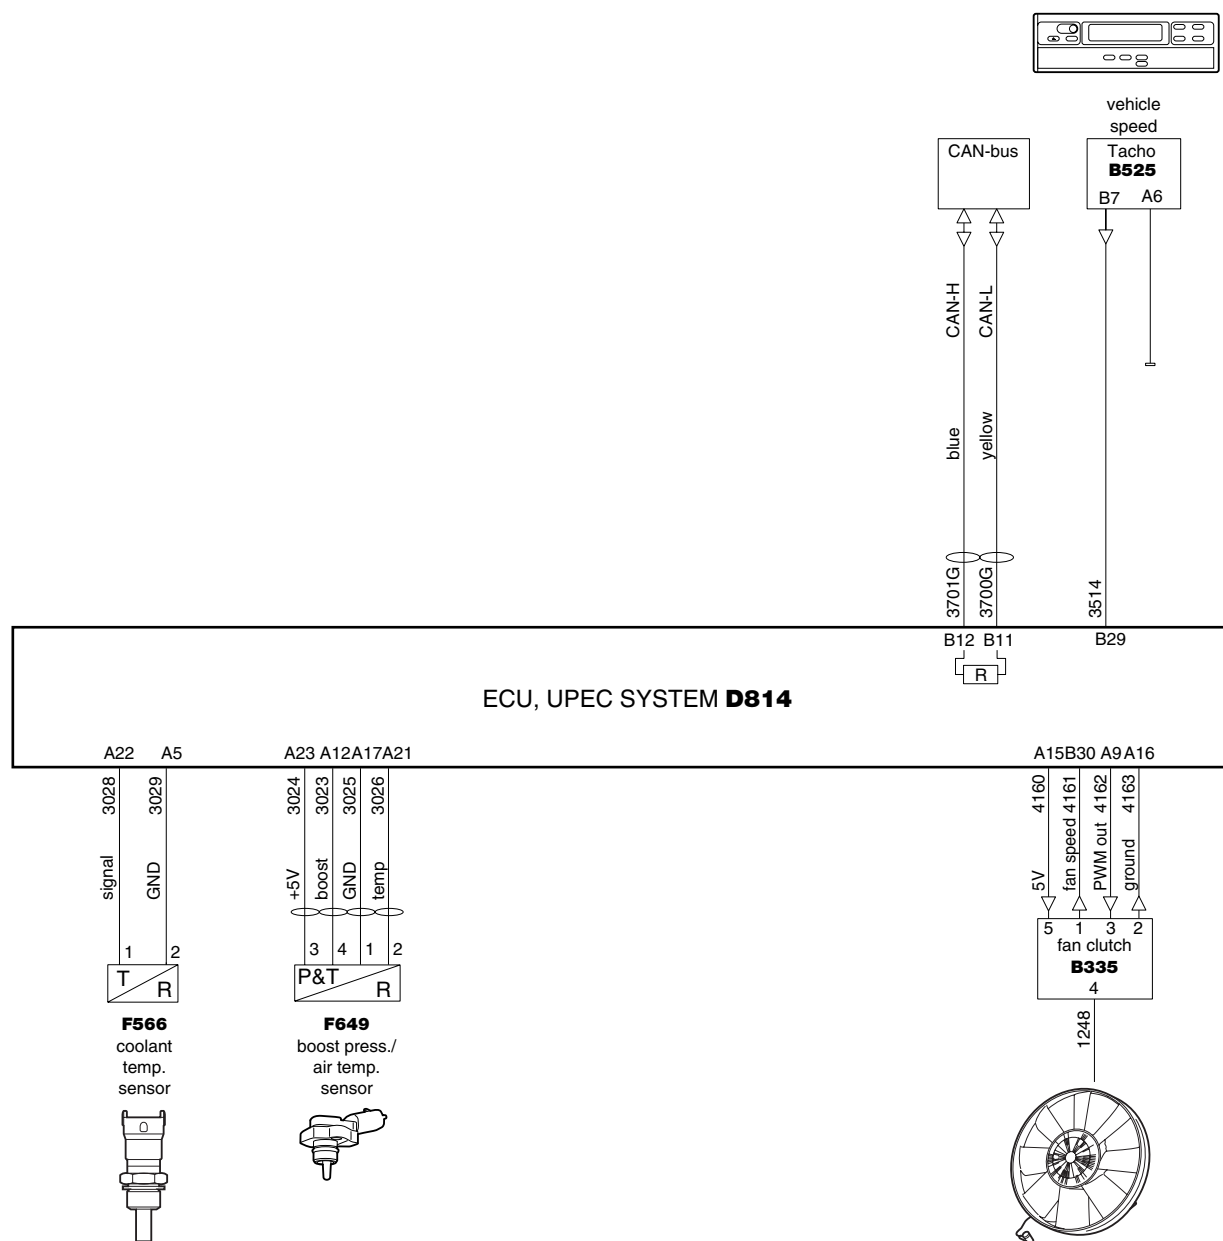 vehicle
speed
CAN-bus
Tacho
B525
B7 A6
CAN-H
CAN-L
blue
yellow
3701G
3700G
3514
B12 B11 B29
R
ECU, UPEC SYSTEM D814
A22 A5 A23 A12 A17 A21 A15 B30 A9 A16
3028
3029
3024
3023
3025
3026
4160
4161
4162
4163
signal
GND
+5V
boost
GND
temp
5V
fan speed
PWM out
ground
1 2 3 4 1 2 5 1 3 2
T R
P&T R
fan clutch
B335
4
1248
F566
coolant
temp.
sensor
F649
boost press./
air temp.
sensor